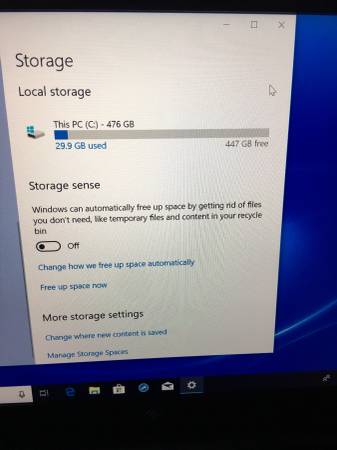 Storage
Local storage
This PC (C:) - 476 GB
29.9 GB used 447 GB free
Storage sense
Windows can automatically free up space by getting rid of files
you don't need, like temporary files and content in your recycle
bin
Off
Change how we free up space automatically
Free up space now
More storage settings
Change where new content is saved
Manage Storage Spaces